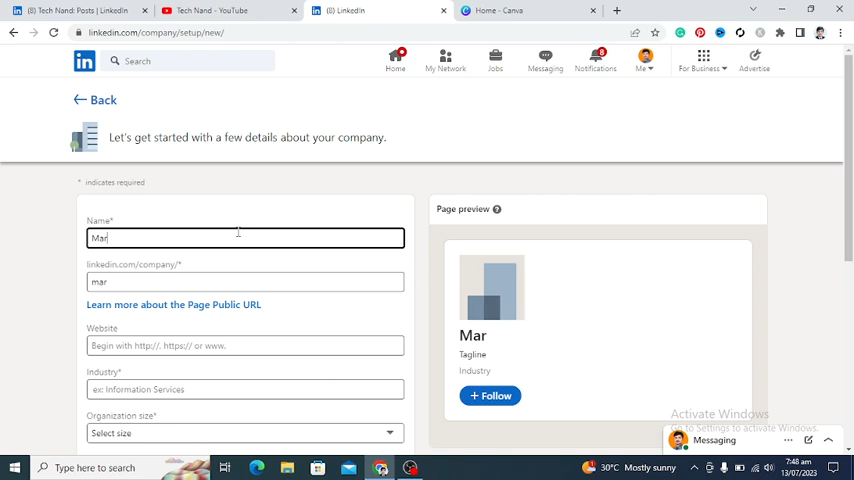 (8) Tech Nand: Posts | LinkedIn
Tech Nand - YouTube
(8) LinkedIn
Home - Canva
linkedin.com/company/setup/new/
in
Search
Home
My Network
Jobs
Messaging
8
Notifications
Me
For Business
Advertise
← Back
Let's get started with a few details about your company.
* indicates required
Name*
Mar
linkedin.com/company/*
mar
Learn more about the Page Public URL
Website
Begin with http://, https:// or www.
Industry*
ex: Information Services
Organization size*
Select size
Page preview
Mar
Tagline
Industry
+ Follow
Activate Windows
Go to Settings to activate Windows.
Messaging
Type here to search
30°C Mostly sunny
7:48 am
13/07/2023